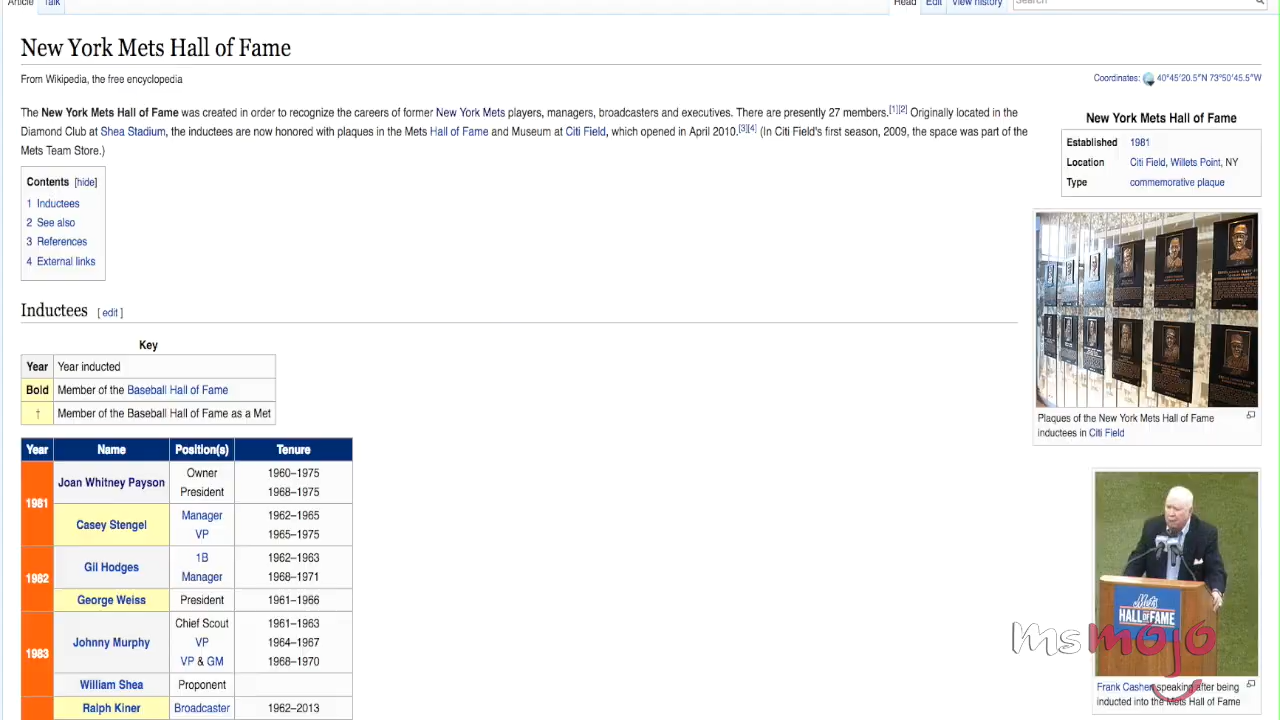 Article Talk Read Edit View history Search
New York Mets Hall of Fame
From Wikipedia, the free encyclopedia
Coordinates: 40°45′20.5″N 73°50′45.5″W
The New York Mets Hall of Fame was created in order to recognize the careers of former New York Mets players, managers, broadcasters and executives. There are presently 27 members.[1][2] Originally located in the
Diamond Club at Shea Stadium, the inductees are now honored with plaques in the Mets Hall of Fame and Museum at Citi Field, which opened in April 2010.[3][4] (In Citi Field's first season, 2009, the space was part of the
Mets Team Store.)
New York Mets Hall of Fame
Established 1981
Location Citi Field, Willets Point, NY
Type commemorative plaque
Contents [hide]
1 Inductees
2 See also
3 References
4 External links
Plaques of the New York Mets Hall of Fame
inductees in Citi Field
Inductees [ edit ]
Key
Year Year inducted
Bold Member of the Baseball Hall of Fame
† Member of the Baseball Hall of Fame as a Met
Year Name Position(s) Tenure
1981 Joan Whitney Payson Owner 1960–1975
President 1968–1975
Casey Stengel Manager 1962–1965
VP 1965–1975
1982 Gil Hodges 1B 1962–1963
Manager 1968–1971
George Weiss President 1961–1966
1983 Johnny Murphy Chief Scout 1961–1963
VP 1964–1967
VP & GM 1968–1970
William Shea Proponent
Ralph Kiner Broadcaster 1962–2013
Mets
HALL OF FAME
msmojo
Frank Cashen speaking after being
inducted into the Mets Hall of Fame